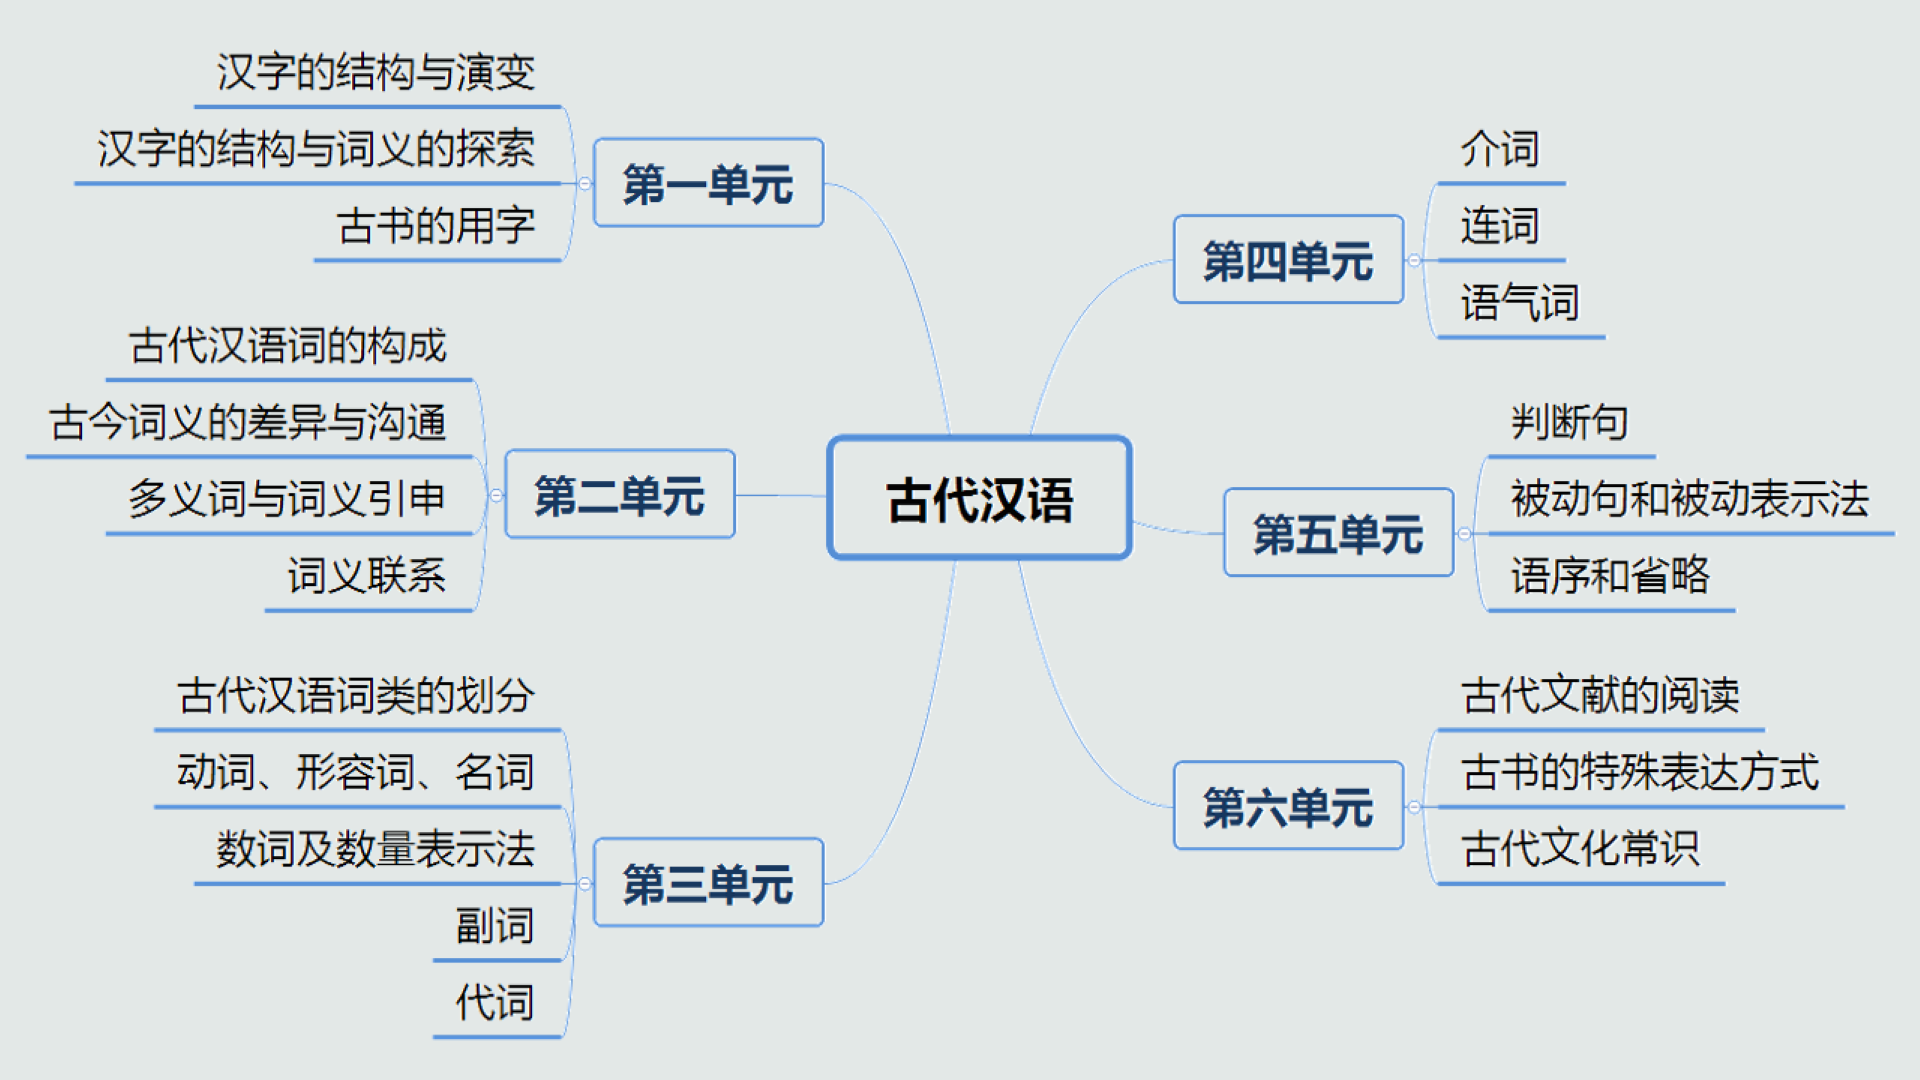 古代汉语
第一单元
汉字的结构与演变
汉字的结构与词义的探索
古书的用字
第二单元
古代汉语词的构成
古今词义的差异与沟通
多义词与词义引申
词义联系
第三单元
古代汉语词类的划分
动词、形容词、名词
数词及数量表示法
副词
代词
第四单元
介词
连词
语气词
第五单元
判断句
被动句和被动表示法
语序和省略
第六单元
古代文献的阅读
古书的特殊表达方式
古代文化常识